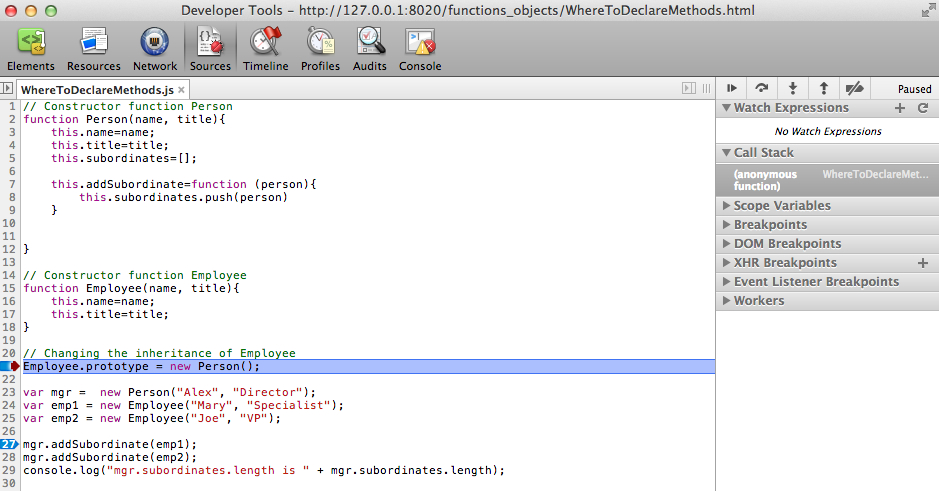 Developer Tools - http://127.0.0.1:8020/functions_objects/WhereToDeclareMethods.html
Elements Resources Network Sources Timeline Profiles Audits Console
WhereToDeclareMethods.js ×
1 // Constructor function Person
2 function Person(name, title){
3 this.name=name;
4 this.title=title;
5 this.subordinates=[];
6
7 this.addSubordinate=function (person){
8 this.subordinates.push(person)
9 }
10
11
12 }
13
14 // Constructor function Employee
15 function Employee(name, title){
16 this.name=name;
17 this.title=title;
18 }
19
20 // Changing the inheritance of Employee
Employee.prototype = new Person();
22
23 var mgr =  new Person("Alex", "Director");
24 var emp1 = new Employee("Mary", "Specialist");
25 var emp2 = new Employee("Joe", "VP");
26
27 mgr.addSubordinate(emp1);
28 mgr.addSubordinate(emp2);
29 console.log("mgr.subordinates.length is " + mgr.subordinates.length);
30
Paused
Watch Expressions
No Watch Expressions
Call Stack
(anonymous function) WhereToDeclareMet...
Scope Variables
Breakpoints
DOM Breakpoints
XHR Breakpoints
Event Listener Breakpoints
Workers